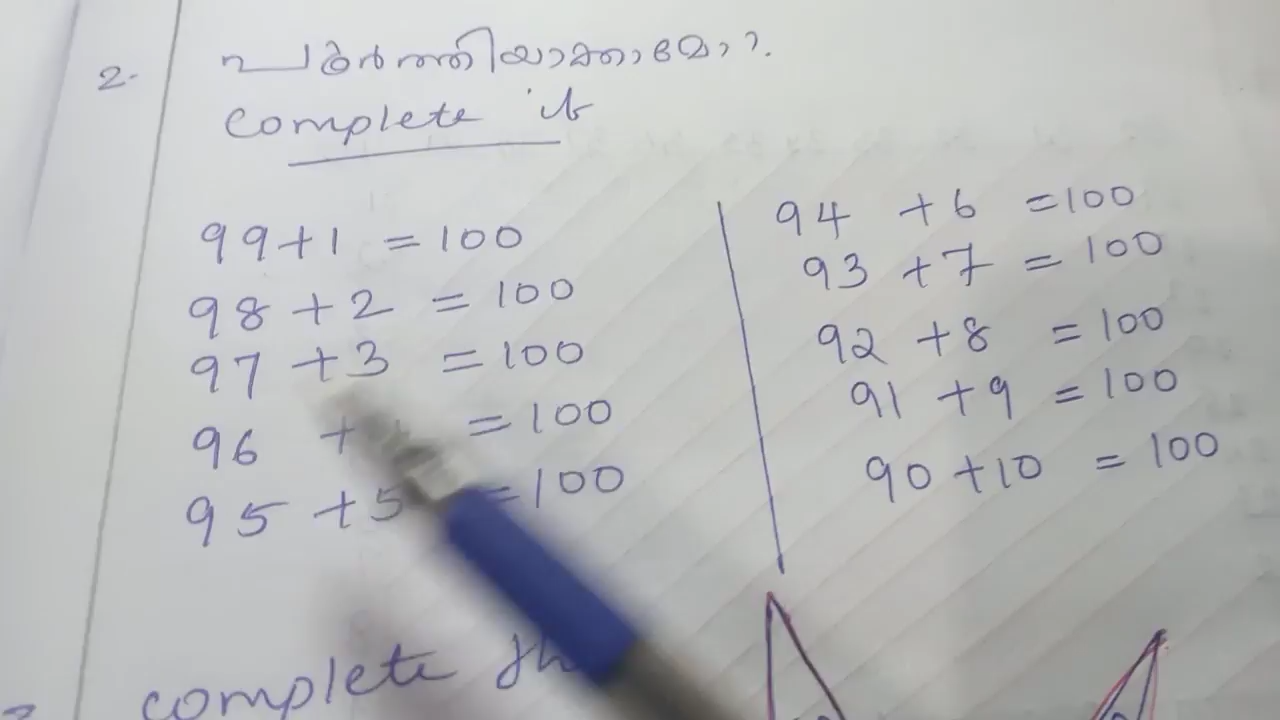 2. പൂർത്തിയാക്കാമോ?
Complete it
99+1 = 100
98 +2 = 100
97 +3 = 100
96 + = 100
95 +5 =100
94 +6 =100
93 +7 = 100
92 +8 = 100
91 +9 = 100
90 +10 = 100
complete